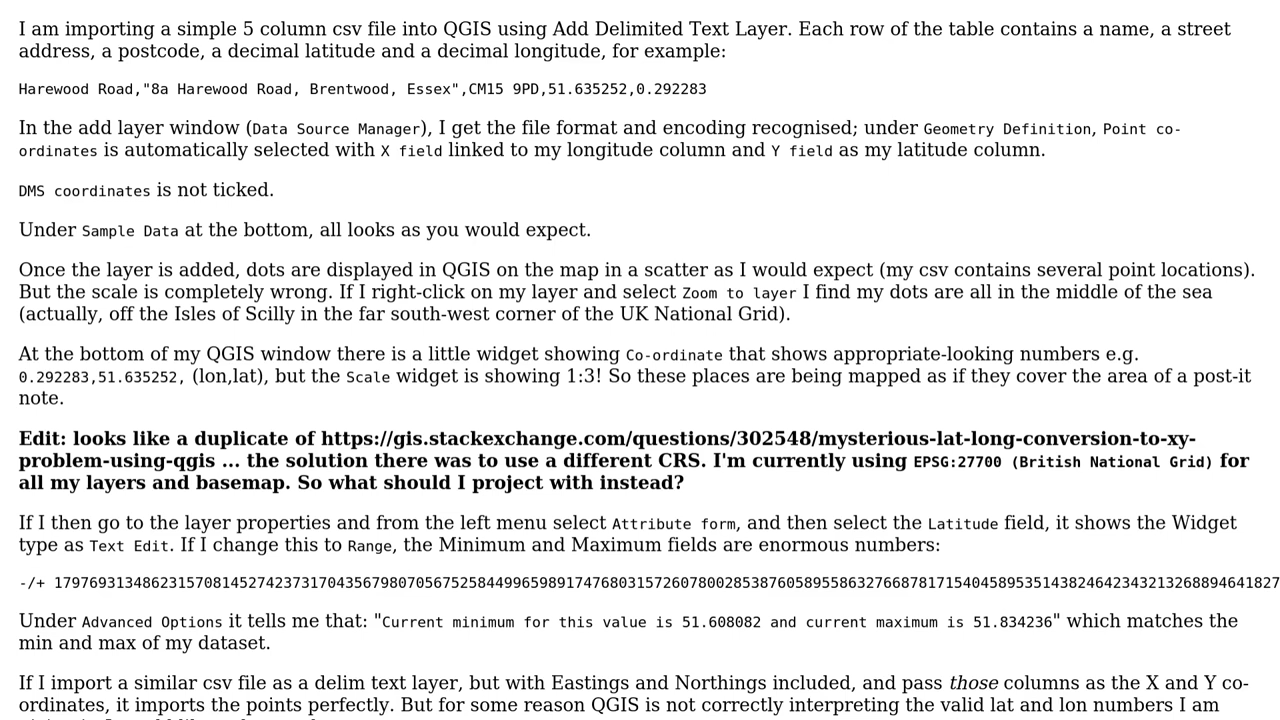 I am importing a simple 5 column csv file into QGIS using Add Delimited Text Layer. Each row of the table contains a name, a street
address, a postcode, a decimal latitude and a decimal longitude, for example:
Harewood Road,"8a Harewood Road, Brentwood, Essex",CM15 9PD,51.635252,0.292283
In the add layer window (Data Source Manager), I get the file format and encoding recognised; under Geometry Definition, Point co-
ordinates is automatically selected with X field linked to my longitude column and Y field as my latitude column.
DMS coordinates is not ticked.
Under Sample Data at the bottom, all looks as you would expect.
Once the layer is added, dots are displayed in QGIS on the map in a scatter as I would expect (my csv contains several point locations).
But the scale is completely wrong. If I right-click on my layer and select Zoom to layer I find my dots are all in the middle of the sea
(actually, off the Isles of Scilly in the far south-west corner of the UK National Grid).
At the bottom of my QGIS window there is a little widget showing Co-ordinate that shows appropriate-looking numbers e.g.
0.292283,51.635252, (lon,lat), but the Scale widget is showing 1:3! So these places are being mapped as if they cover the area of a post-it
note.
Edit: looks like a duplicate of https://gis.stackexchange.com/questions/302548/mysterious-lat-long-conversion-to-xy-
problem-using-qgis ... the solution there was to use a different CRS. I'm currently using EPSG:27700 (British National Grid) for
all my layers and basemap. So what should I project with instead?
If I then go to the layer properties and from the left menu select Attribute form, and then select the Latitude field, it shows the Widget
type as Text Edit. If I change this to Range, the Minimum and Maximum fields are enormous numbers:
-/+ 179769313486231570814527423731704356798070567525844996598917476803157260780028538760589558632766878171540458953514382464234321326889464182​7
Under Advanced Options it tells me that: "Current minimum for this value is 51.608082 and current maximum is 51.834236" which matches the
min and max of my dataset.
If I import a similar csv file as a delim text layer, but with Eastings and Northings included, and pass those columns as the X and Y co-
ordinates, it imports the points perfectly. But for some reason QGIS is not correctly interpreting the valid lat and lon numbers I am